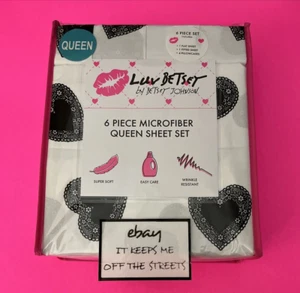 QUEEN
6 PIECE SET
Luv BETSEY
by BETSEY JOHNSON
6 PIECE MICROFIBER
QUEEN SHEET SET
SUPER SOFT
EASY CARE
WRINKLE
RESISTANT
ebay
IT KEEPS ME
OFF THE STREETS